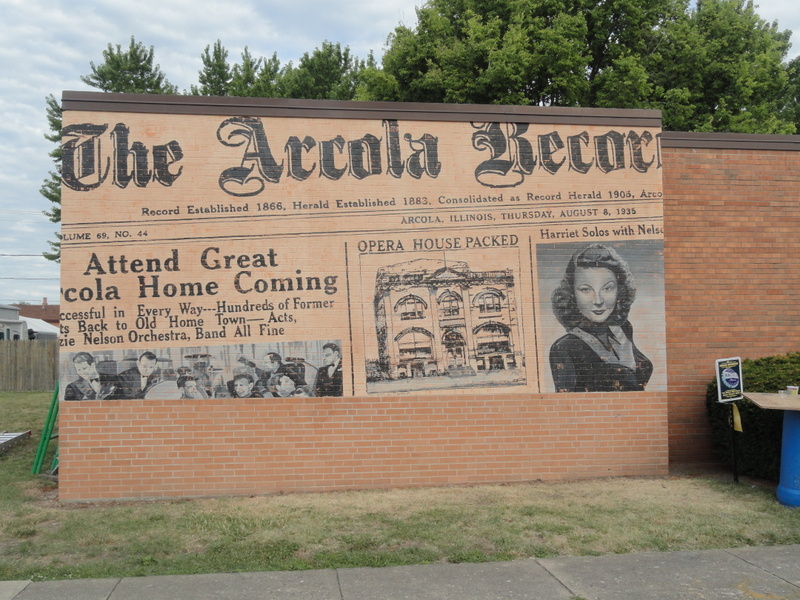 The Arcola Recor
Record Established 1866, Herald Established 1883, Consolidated as Record Herald 1905, Arco
ARCOLA, ILLINOIS, THURSDAY, AUGUST 8, 1935
LUME 69, NO. 44
Attend Great
cola Home Coming
ccessful in Every Way---Hundreds of Former
ts Back to Old Home Town—Acts,
zie Nelson Orchestra, Band All Fine
OPERA HOUSE PACKED
Harriet Solos with Nels